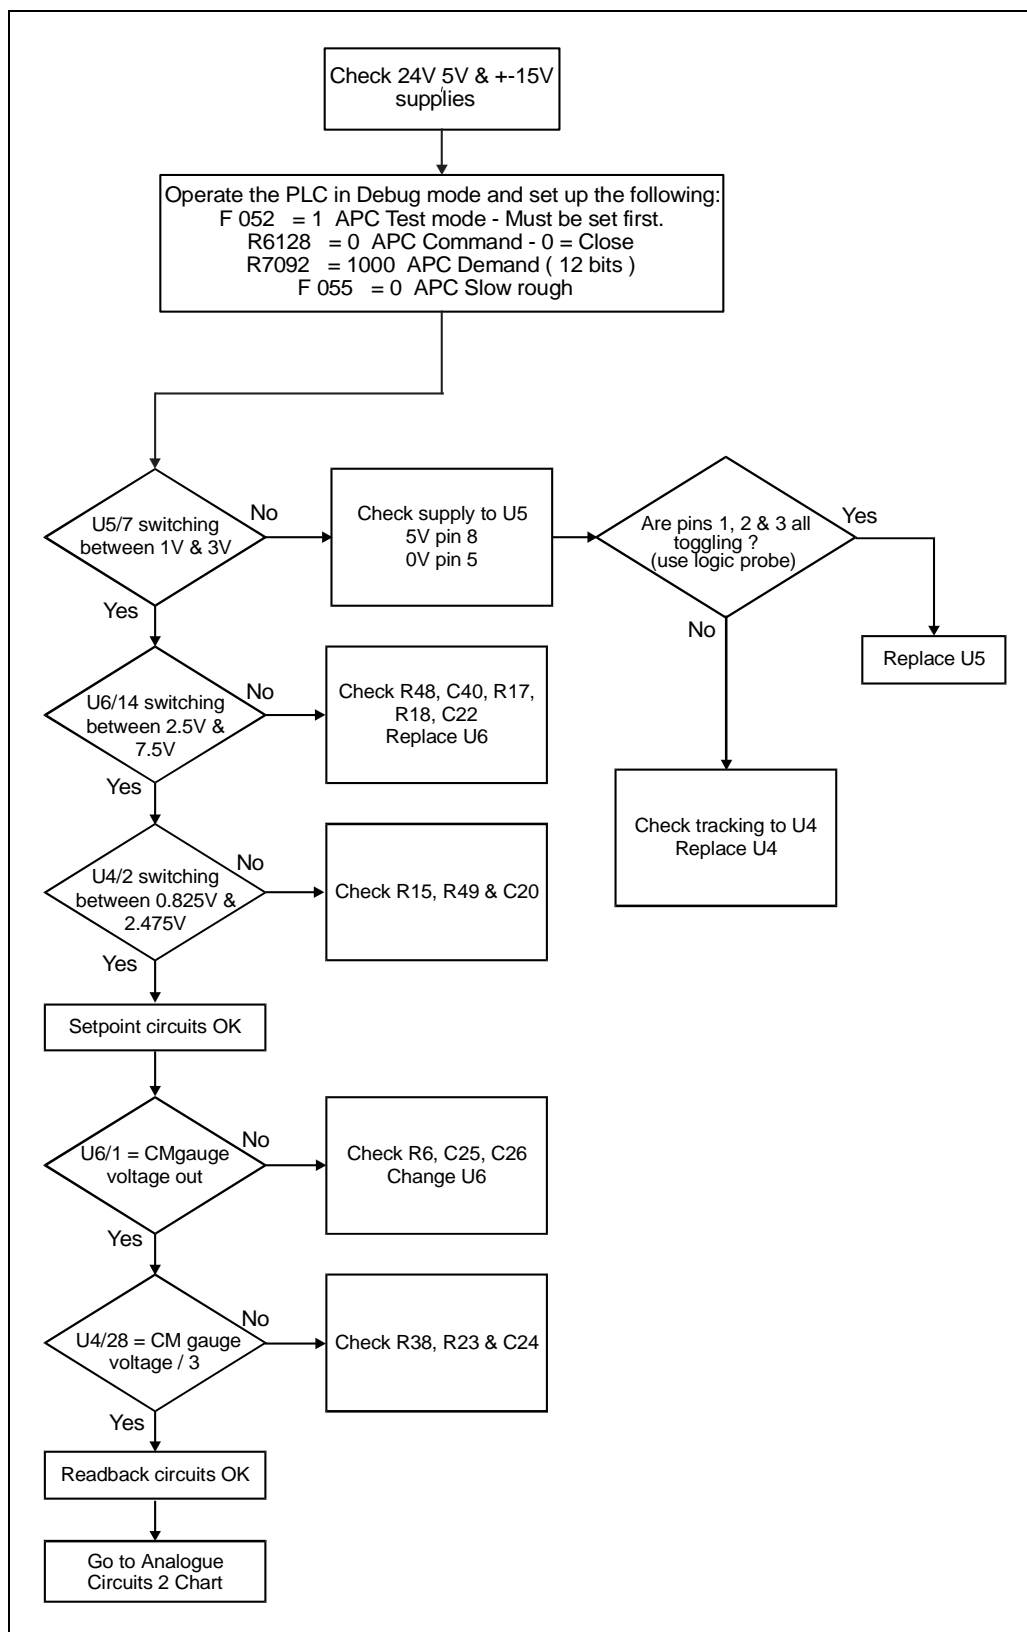 Check 24V 5V & +-15V
supplies
Operate the PLC in Debug mode and set up the following:
F 052 = 1 APC Test mode - Must be set first.
R6128 = 0 APC Command - 0 = Close
R7092 = 1000 APC Demand ( 12 bits )
F 055 = 0 APC Slow rough
U5/7 switching
between 1V & 3V
No
Yes
Check supply to U5
5V pin 8
0V pin 5
Are pins 1, 2 & 3 all
toggling ?
(use logic probe)
Yes
No
Replace U5
Check tracking to U4
Replace U4
U6/14 switching
between 2.5V &
7.5V
No
Yes
Check R48, C40, R17,
R18, C22
Replace U6
U4/2 switching
between 0.825V &
2.475V
No
Yes
Check R15, R49 & C20
Setpoint circuits OK
U6/1 = CMgauge
voltage out
No
Yes
Check R6, C25, C26
Change U6
U4/28 = CM gauge
voltage / 3
No
Yes
Check R38, R23 & C24
Readback circuits OK
Go to Analogue
Circuits 2 Chart